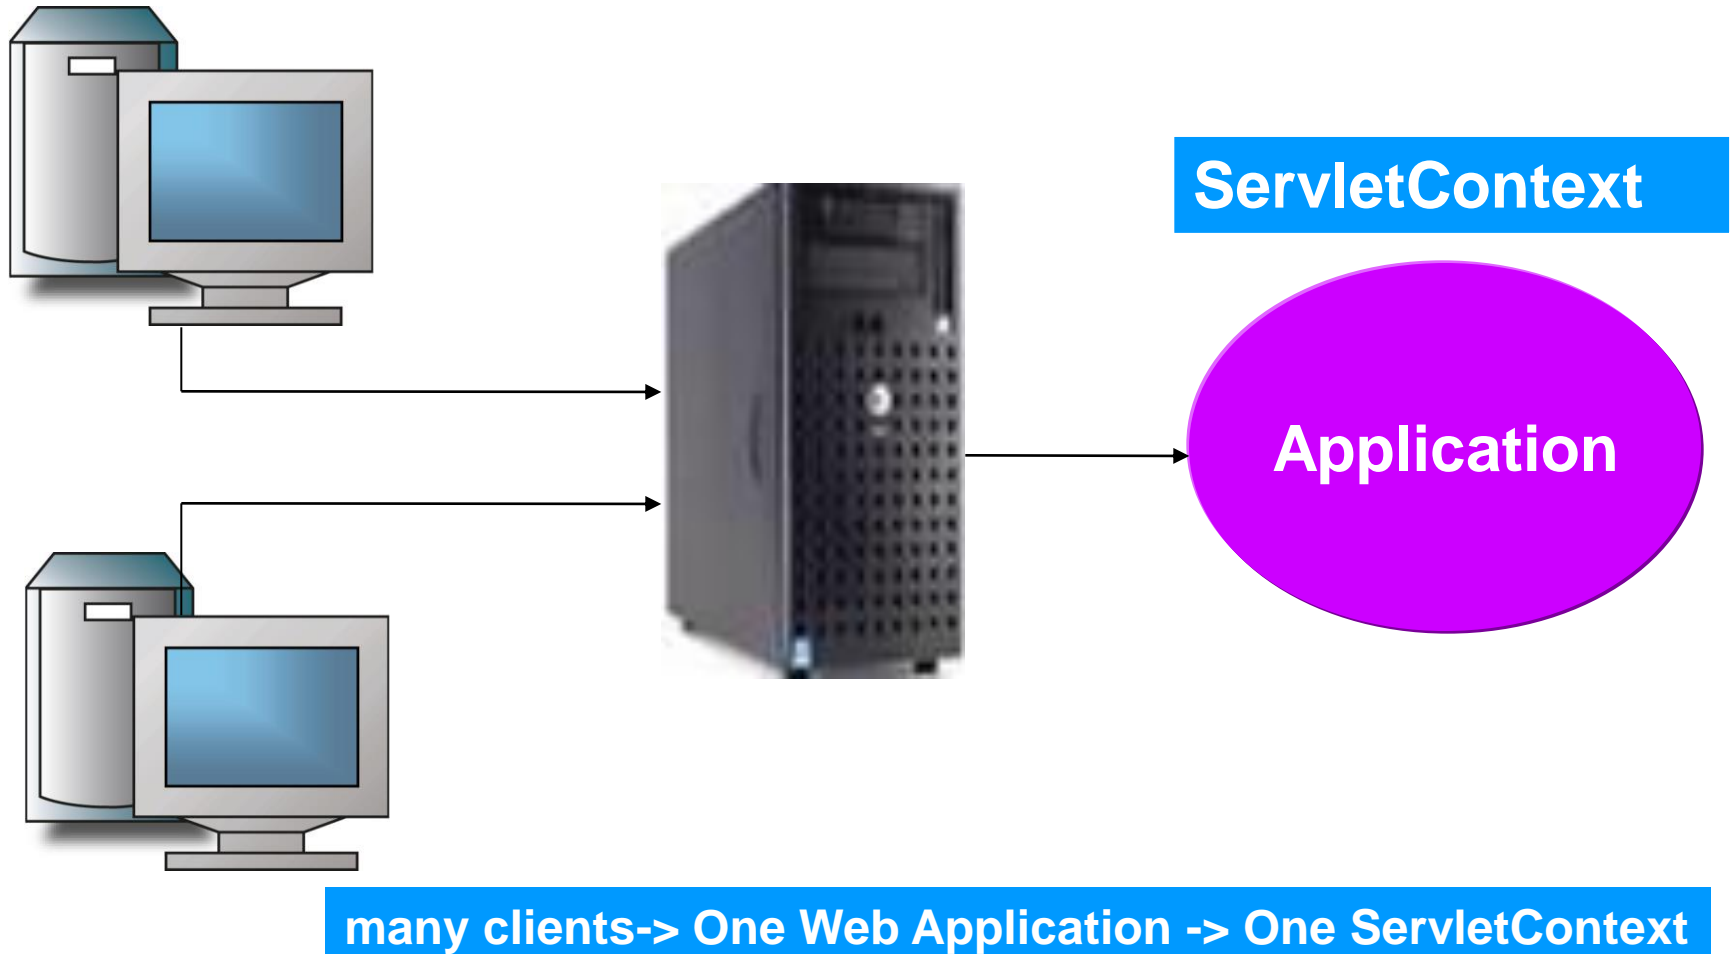 ServletContext
Application
many clients-> One Web Application -> One ServletContext